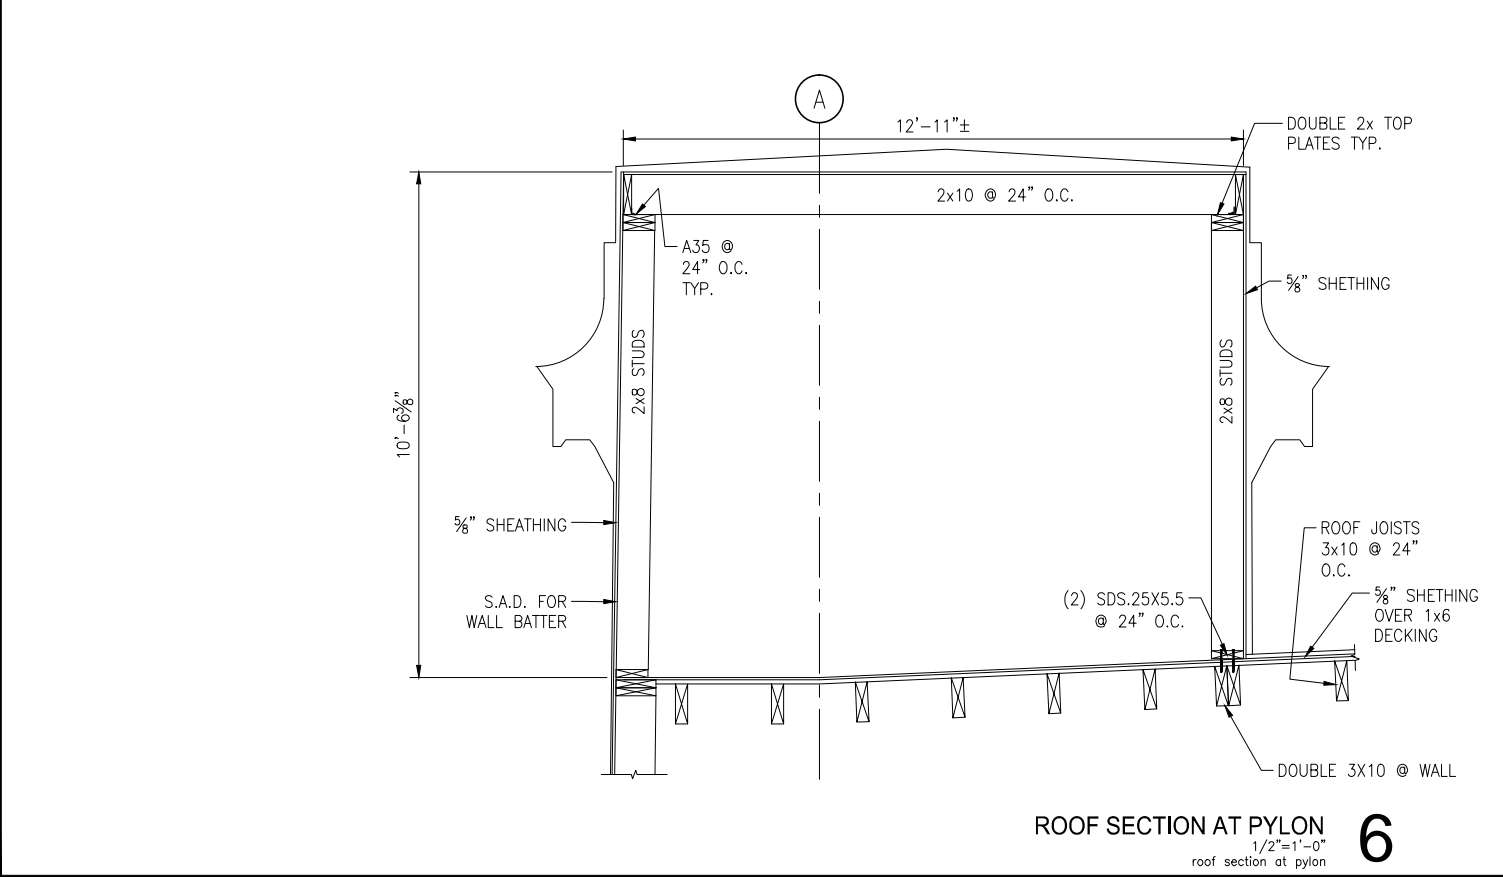 A
12'-11"±
DOUBLE 2x TOP
PLATES TYP.
2x10 @ 24" O.C.
A35 @
24" O.C.
TYP.
⅝" SHETHING
2x8 STUDS
2x8 STUDS
10'-6⅜"
⅝" SHEATHING
S.A.D. FOR
WALL BATTER
ROOF JOISTS
3x10 @ 24"
O.C.
(2) SDS.25X5.5
@ 24" O.C.
⅝" SHETHING
OVER 1x6
DECKING
DOUBLE 3X10 @ WALL
ROOF SECTION AT PYLON
6
1/2"=1'-0"
roof section at pylon